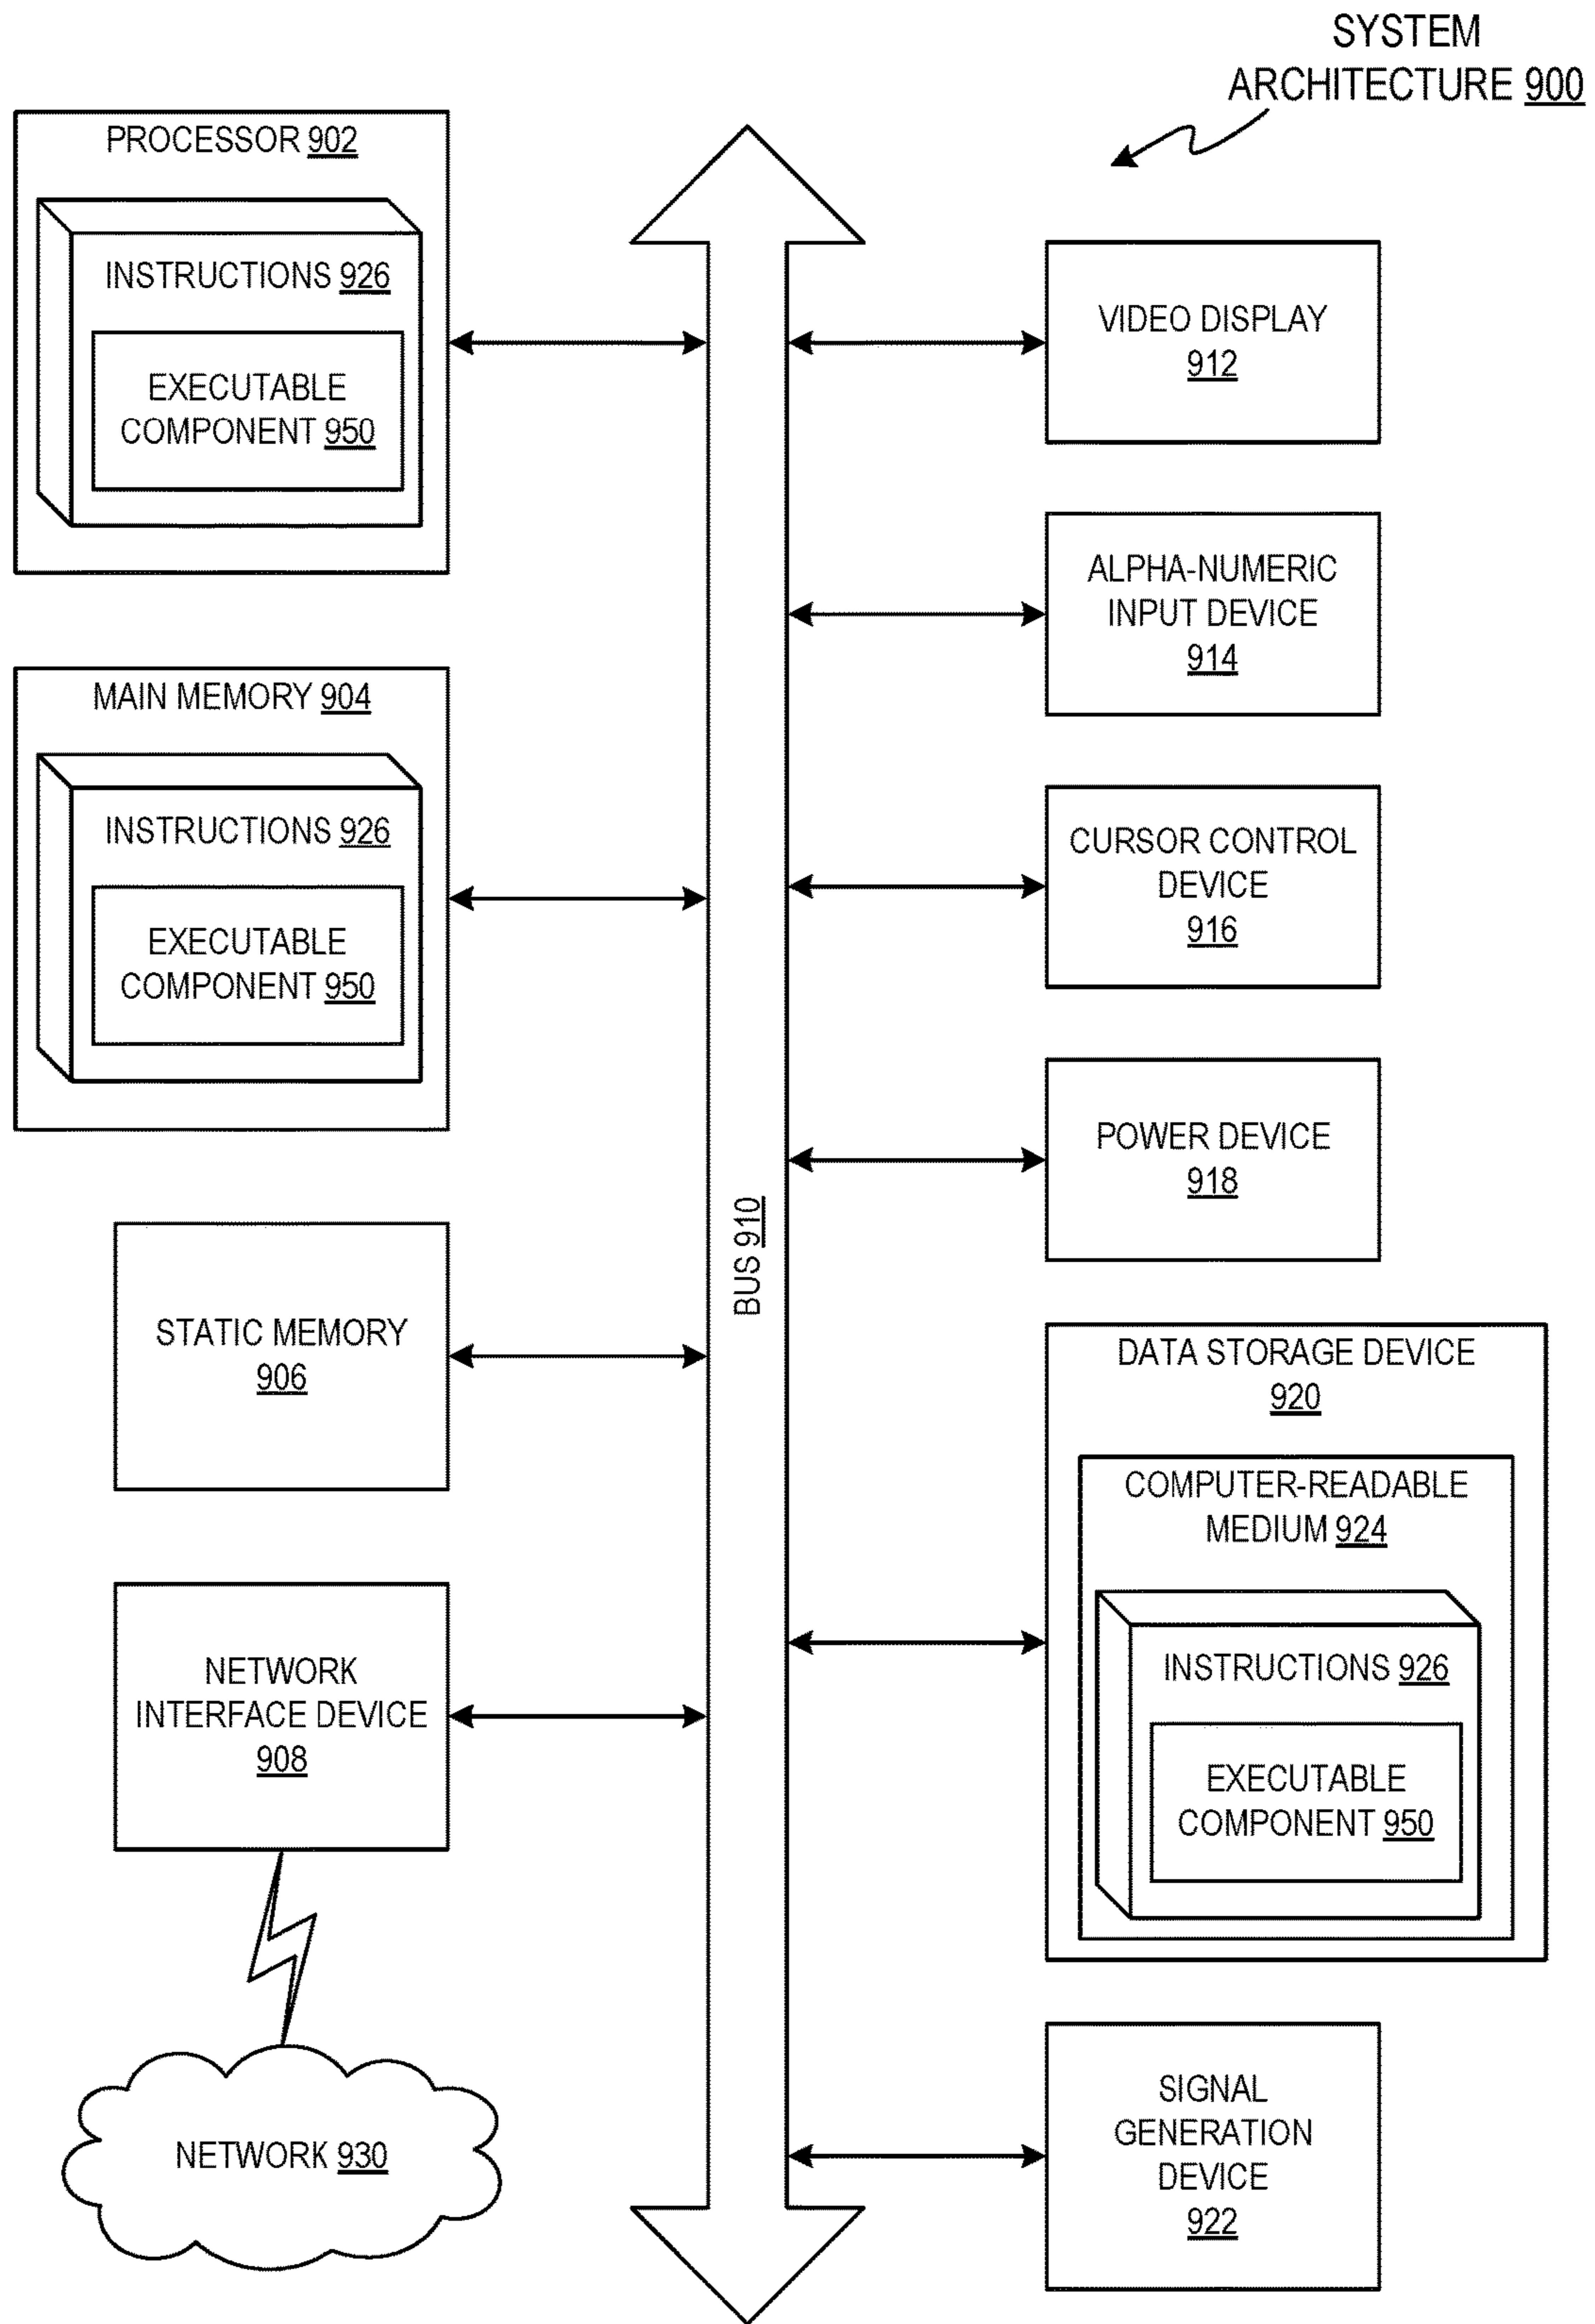 SYSTEM
ARCHITECTURE 900
PROCESSOR 902
INSTRUCTIONS 926
EXECUTABLE
COMPONENT 950
MAIN MEMORY 904
INSTRUCTIONS 926
EXECUTABLE
COMPONENT 950
STATIC MEMORY
906
NETWORK
INTERFACE DEVICE
908
NETWORK 930
BUS 910
VIDEO DISPLAY
912
ALPHA-NUMERIC
INPUT DEVICE
914
CURSOR CONTROL
DEVICE
916
POWER DEVICE
918
DATA STORAGE DEVICE
920
COMPUTER-READABLE
MEDIUM 924
INSTRUCTIONS 926
EXECUTABLE
COMPONENT 950
SIGNAL
GENERATION
DEVICE
922